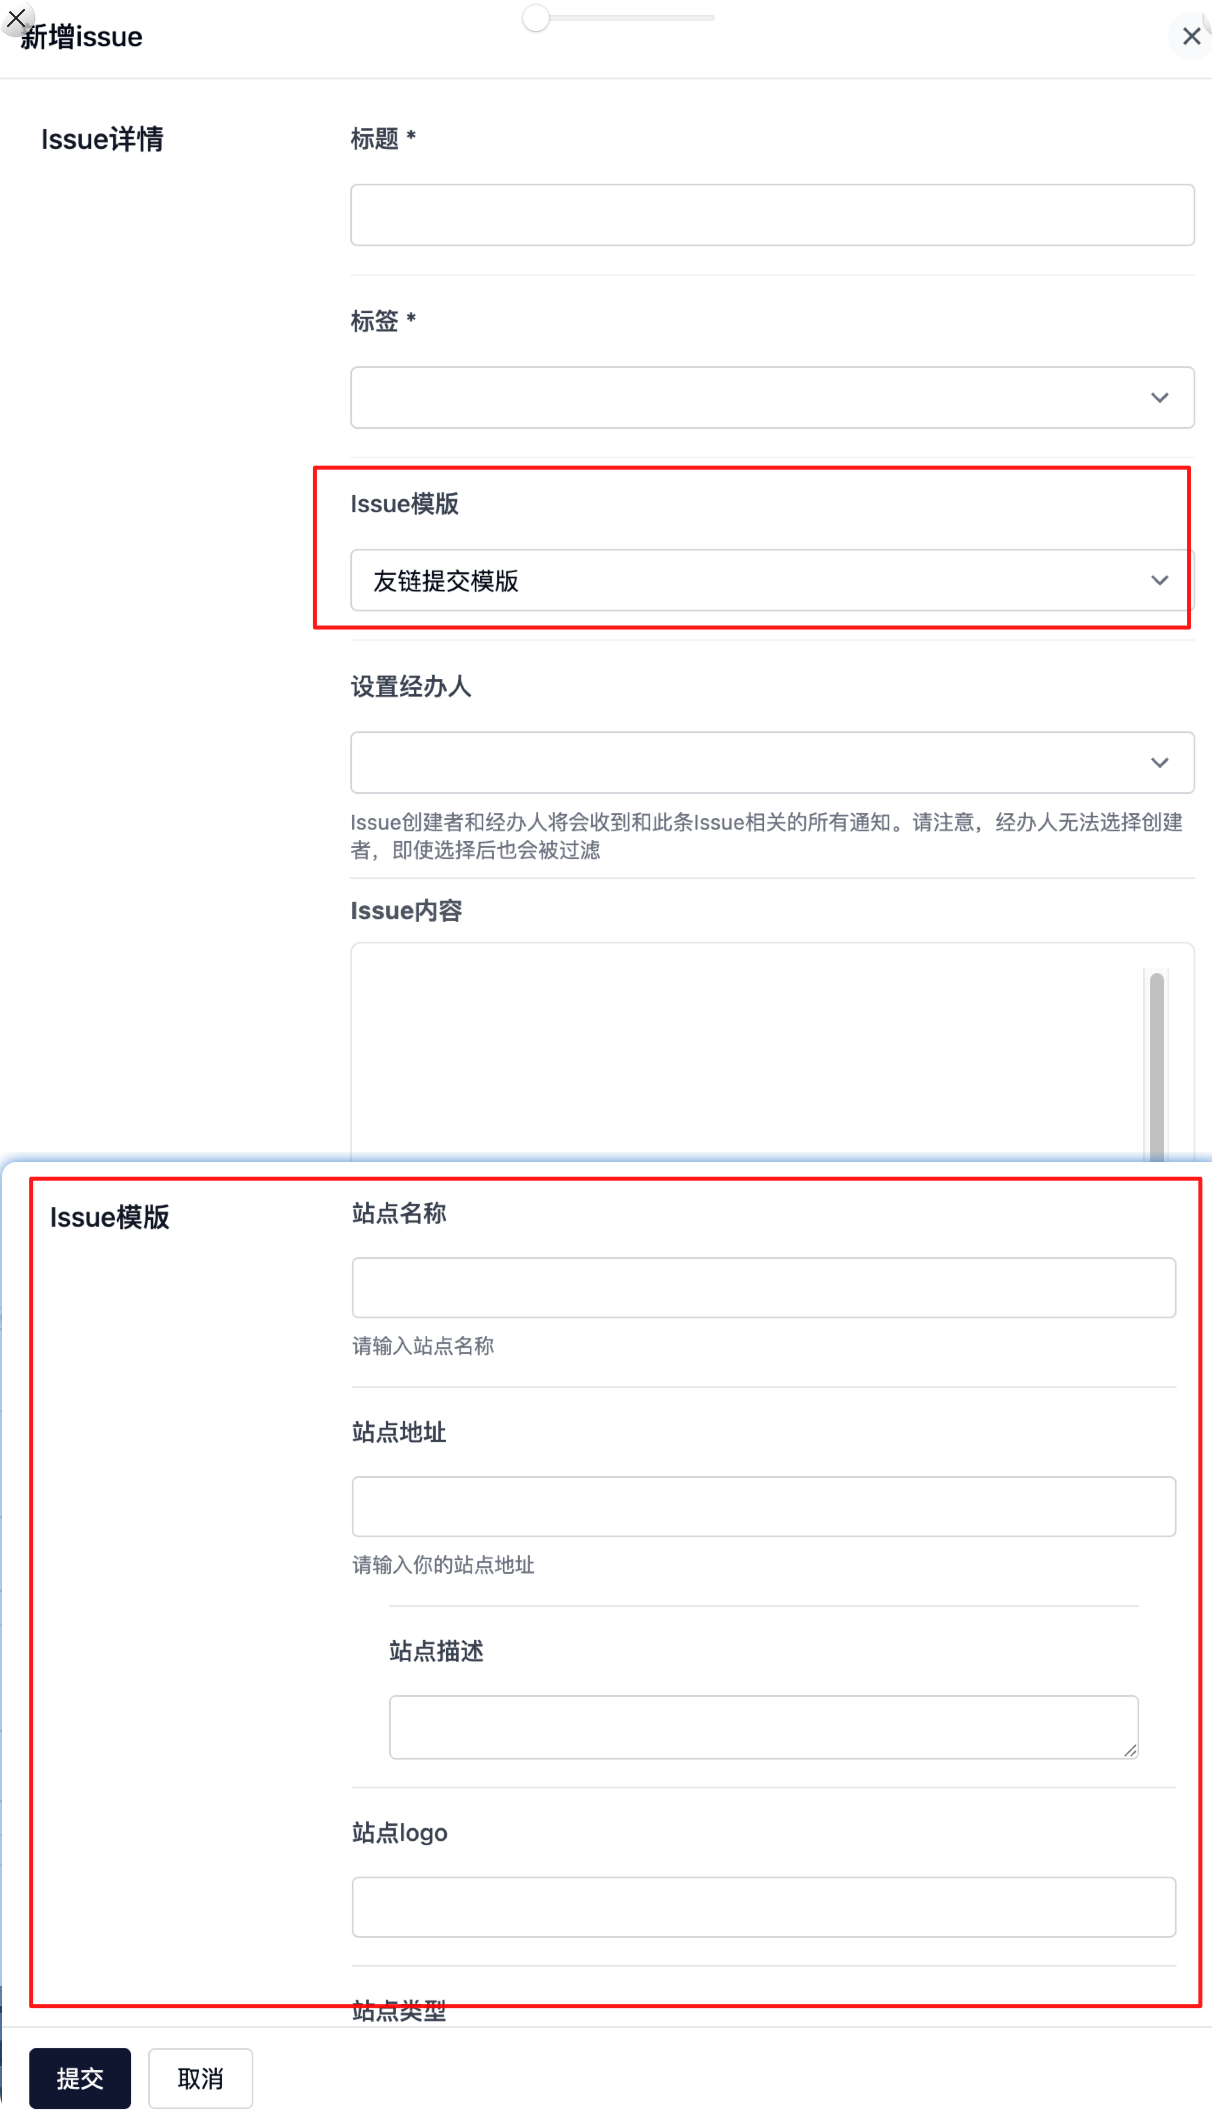 新增issue
Issue详情
标题 *
标签 *
Issue模版
友链提交模版
设置经办人
Issue创建者和经办人将会收到和此条Issue相关的所有通知。请注意，经办人无法选择创建
者，即使选择后也会被过滤
Issue内容
Issue模版
站点名称
请输入站点名称
站点地址
请输入你的站点地址
站点描述
站点logo
站点类型
提交
取消